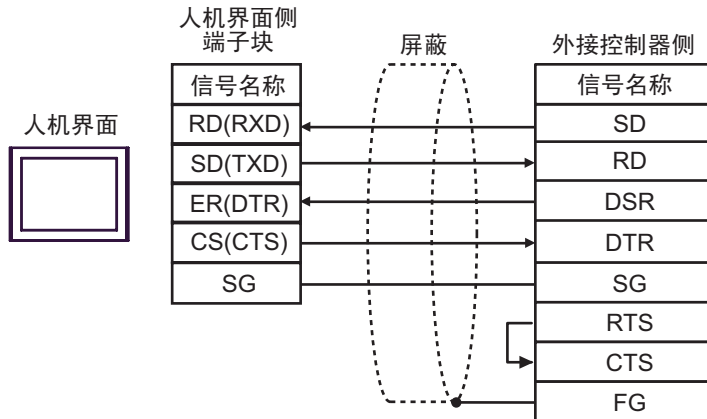 人机界面侧
端子块
屏蔽
外接控制器侧
人机界面
信号名称
信号名称
RD(RXD)
SD
SD(TXD)
RD
ER(DTR)
DSR
CS(CTS)
DTR
SG
SG
RTS
CTS
FG